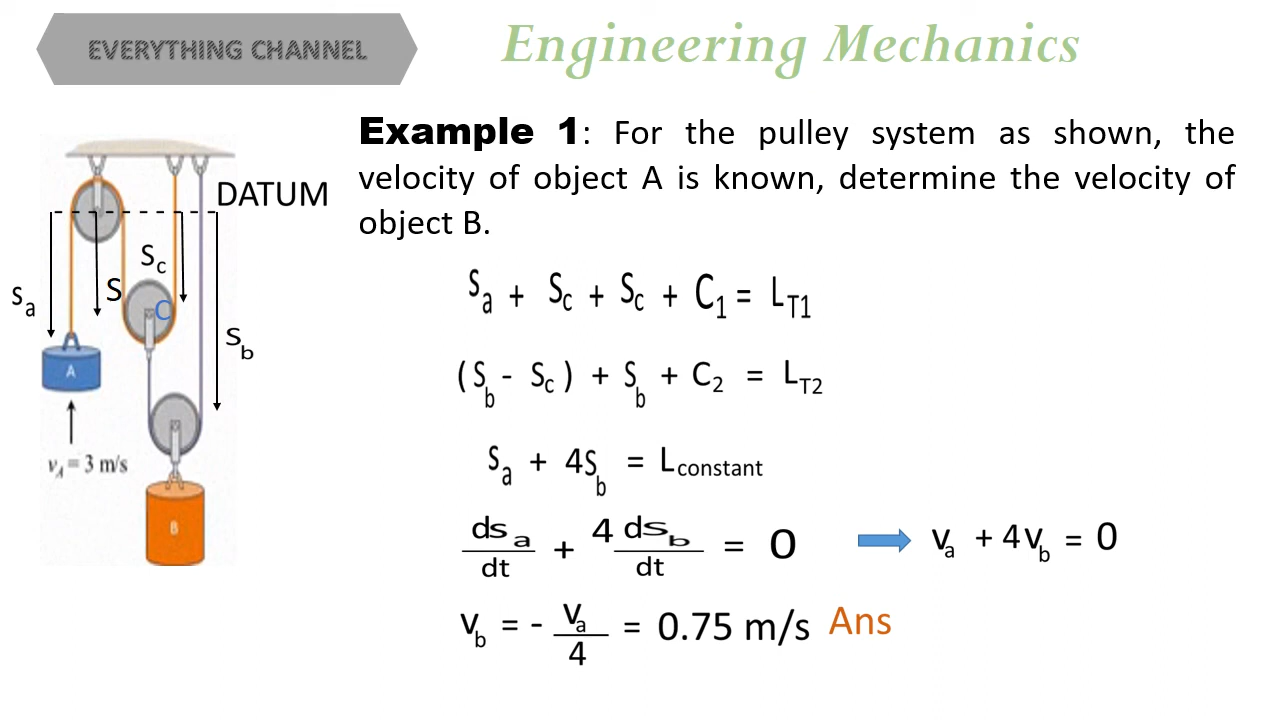 EVERYTHING CHANNEL
Engineering Mechanics
Example 1: For the pulley system as shown, the
velocity of object A is known, determine the velocity of
object B.
DATUM
Sc
S
Sa
C
Sb
A
vA = 3 m/s
B
Sa + Sc + Sc + C1 = LT1
(Sb - Sc) + Sb + C2 = LT2
Sa + 4Sb = Lconstant
dsa/dt + 4 dsb/dt = 0
va + 4vb = 0
vb = - va/4 = 0.75 m/s Ans